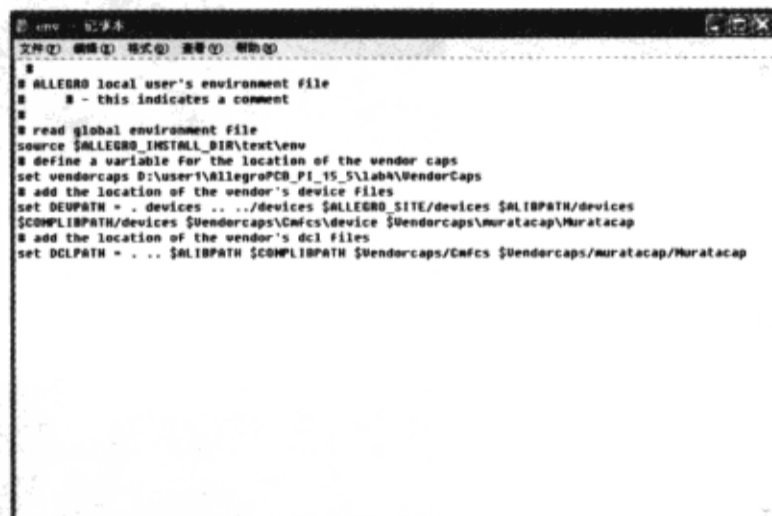 env - 记事本
文件(F) 编辑(E) 格式(O) 查看(V) 帮助(H)
#
# ALLEGRO local user's environment file
# # - this indicates a comment
#
# read global environment file
source $ALLEGRO_INSTALL_DIR\text\env
# define a variable for the location of the vendor caps
set vendorcaps D:\user1\AllegroPCB_PI_15_5\lab4\VendorCaps
# add the location of the vendor's device files
set DEVPATH = . devices .. ../devices $ALLEGRO_SITE/devices $ALIBPATH/devices
$COMPLIBPATH/devices $Vendorcaps\Cmfcs\device $Vendorcaps\muratacap\Muratacap
# add the location of the vendor's dcl files
set DCLPATH = . .. $ALIBPATH $COMPLIBPATH $Vendorcaps/Cmfcs $Vendorcaps/muratacap/Muratacap